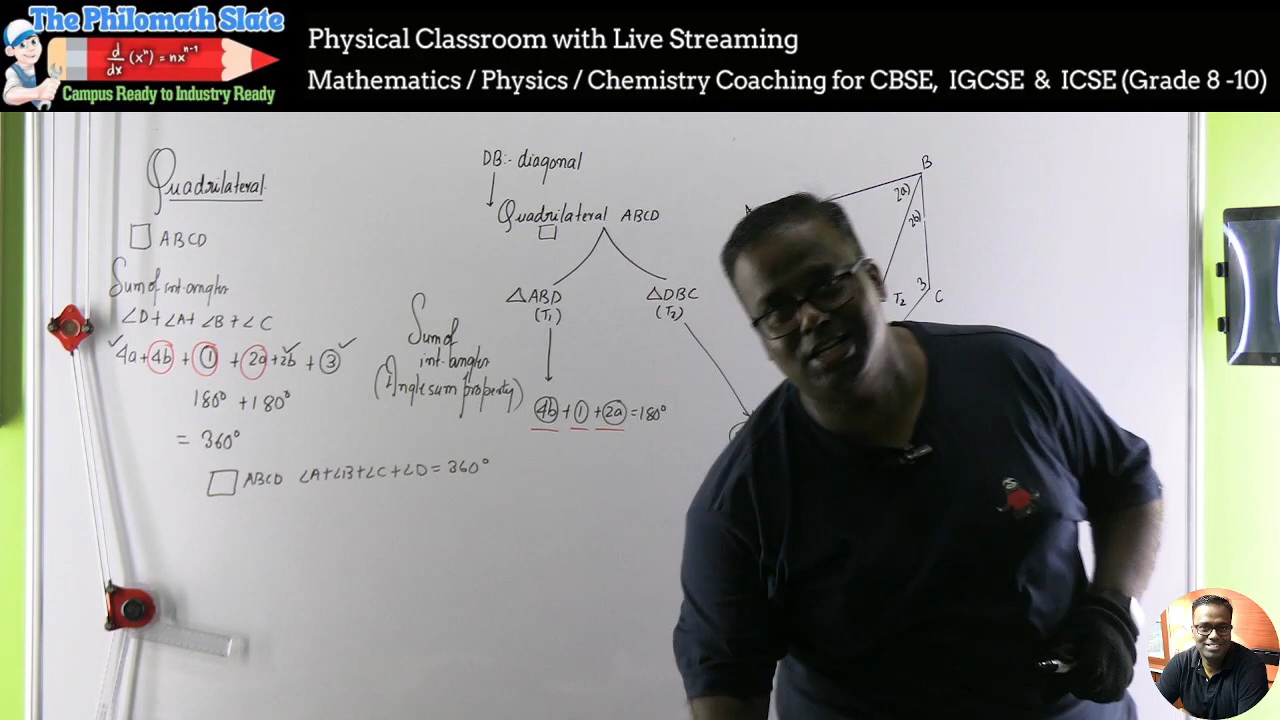 The Philomath Slate
d/dx (xⁿ) = nxⁿ⁻¹
Campus Ready to Industry Ready
Physical Classroom with Live Streaming
Mathematics / Physics / Chemistry Coaching for CBSE, IGCSE & ICSE (Grade 8 -10)
Quadrilateral
□ ABCD
Sum of int-angles
∠D+∠A+∠B+∠C
4a+4b+1+2a+2b+3
180° +180°
= 360°
□ ABCD ∠A+∠B+∠C+∠D=360°
DB:- diagonal
Quadrilateral ABCD
△ABD
(T₁)
△DBC
(T₂)
Sum of
int-angles
(Angle sum property)
4b+1+2a=180°
A
B
2a
2b
3
C
T₂